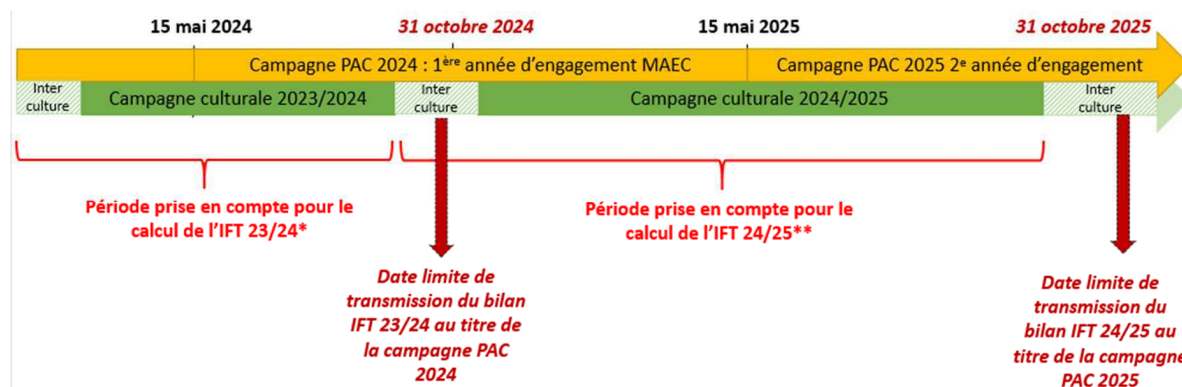 15 mai 2024
31 octobre 2024
15 mai 2025
31 octobre 2025
Campagne PAC 2024 : 1ère année d’engagement MAEC
Campagne PAC 2025 2e année d’engagement
Inter
culture
Campagne culturale 2023/2024
Inter
culture
Campagne culturale 2024/2025
Inter
culture
Période prise en compte pour le
calcul de l’IFT 23/24*
Période prise en compte pour le
calcul de l’IFT 24/25**
Date limite de
transmission du bilan
IFT 23/24 au titre de
la campagne PAC
2024
Date limite de
transmission du
bilan IFT 24/25 au
titre de la campagne
PAC 2025